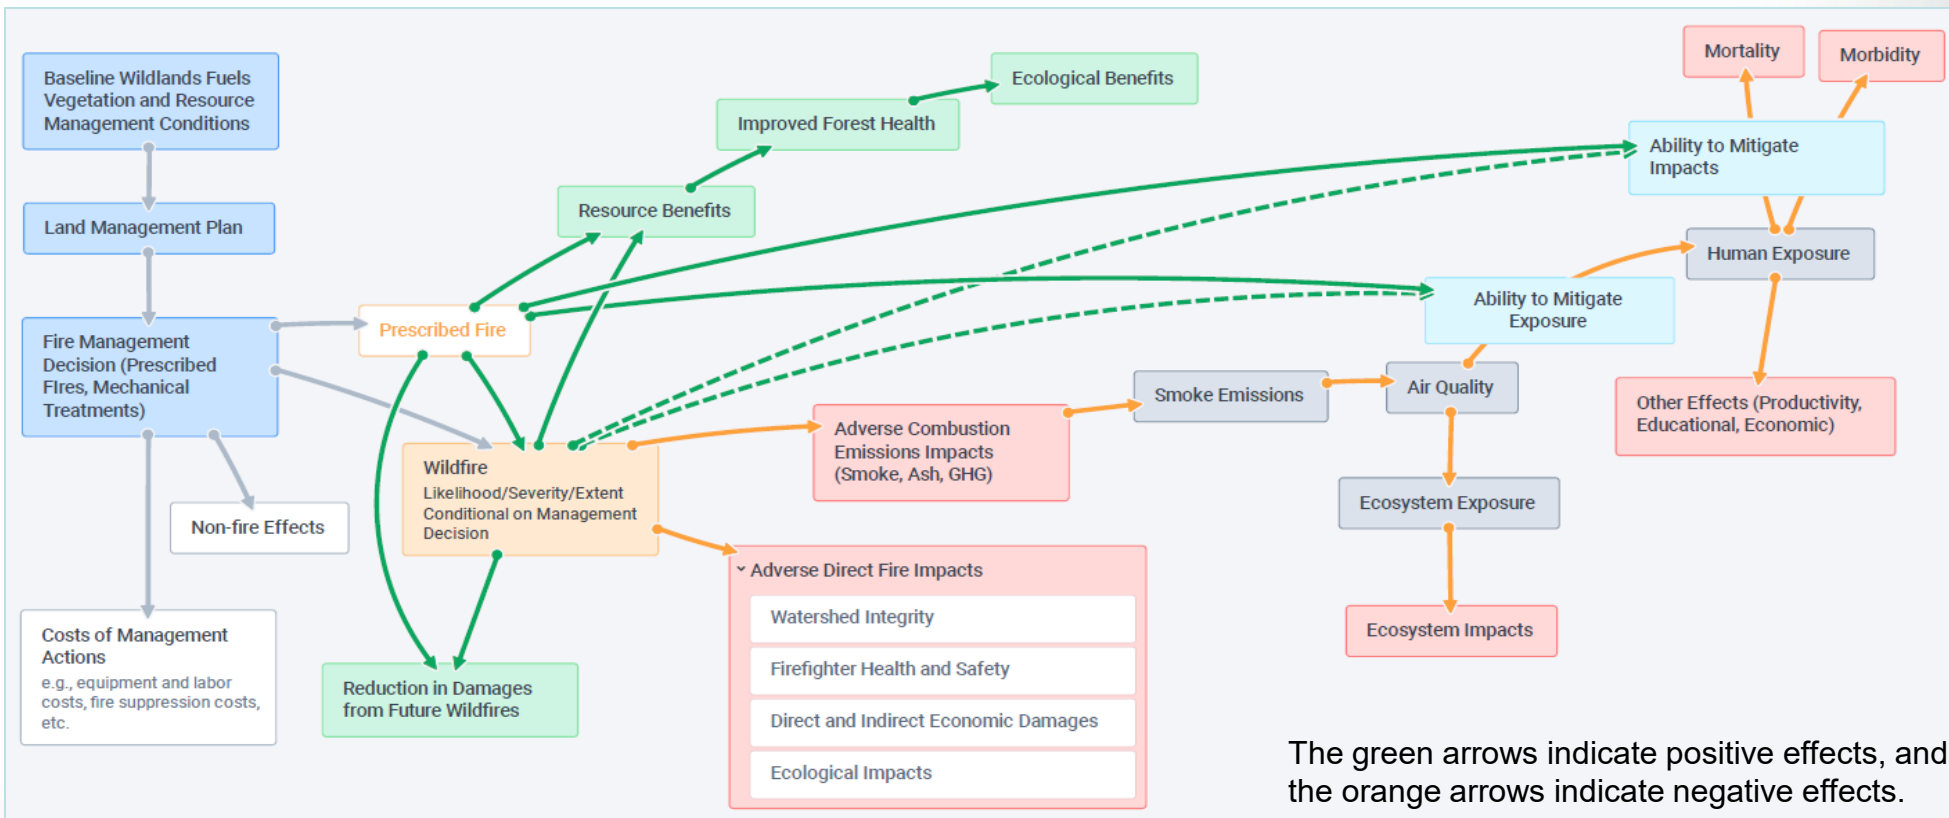 Baseline Wildlands Fuels
Vegetation and Resource
Management Conditions
Land Management Plan
Fire Management
Decision (Prescribed
FIres, Mechanical
Treatments)
Non-fire Effects
Costs of Management
Actions
e.g., equipment and labor
costs, fire suppression costs,
etc.
Prescribed Fire
Wildfire
Likelihood/Severity/Extent
Conditional on Management
Decision
Reduction in Damages
from Future Wildfires
Resource Benefits
Improved Forest Health
Ecological Benefits
Adverse Combustion
Emissions Impacts
(Smoke, Ash, GHG)
Adverse Direct Fire Impacts
Watershed Integrity
Firefighter Health and Safety
Direct and Indirect Economic Damages
Ecological Impacts
Smoke Emissions
Air Quality
Ecosystem Exposure
Ecosystem Impacts
Ability to Mitigate
Exposure
Human Exposure
Ability to Mitigate
Impacts
Mortality
Morbidity
Other Effects (Productivity,
Educational, Economic)
The green arrows indicate positive effects, and
the orange arrows indicate negative effects.